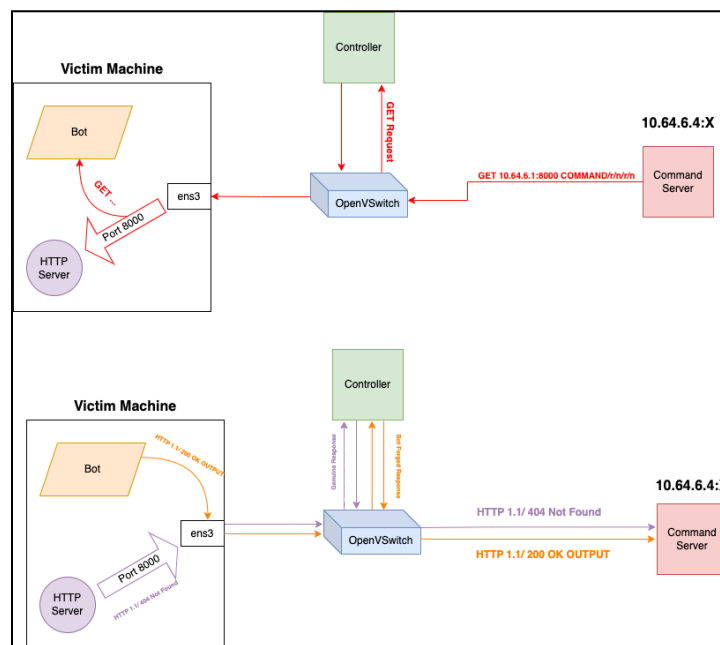 Controller
Victim Machine
Bot
GET Request
10.64.6.4:X
GET ...
ens3
GET 10.64.6.1:8000 COMMAND/r/n/r/n
Command
Server
OpenVSwitch
Port 8000
HTTP
Server
Controller
Victim Machine
HTTP 1.1/ 200 OK OUTPUT
Bot
Genuine Response
Bot Forged Response
10.64.6.4:
HTTP 1.1/ 404 Not Found
ens3
OpenVSwitch
Command
Server
HTTP 1.1/ 200 OK OUTPUT
Port 8000
HTTP
Server
HTTP 1.1/ 404 Not Found